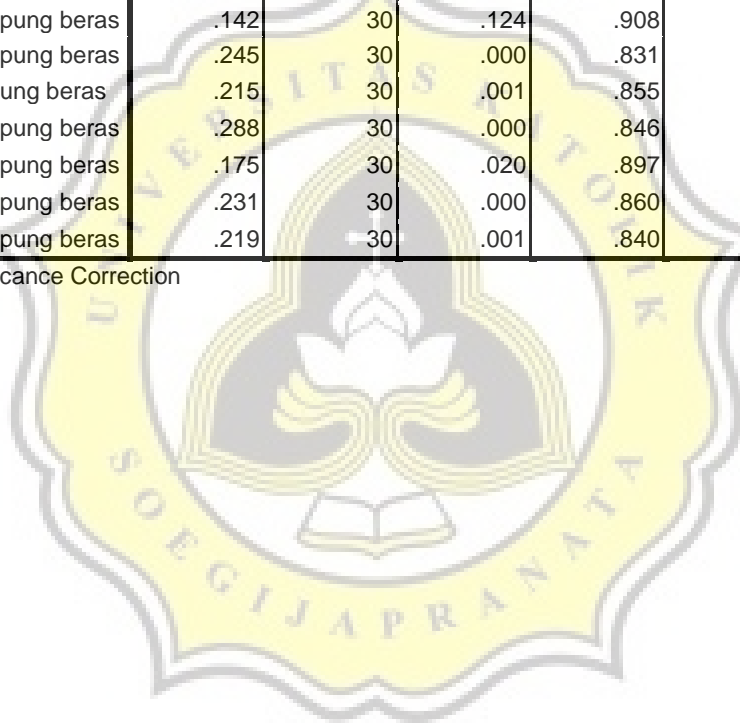 pung beras .142 30 .124 .908
pung beras .245 30 .000 .831
ung beras .215 30 .001 .855
pung beras .288 30 .000 .846
pung beras .175 30 .020 .897
pung beras .231 30 .000 .860
pung beras .219 30 .001 .840
cance Correction
UNIVERSITAS KATOLIK
SOEGIJAPRANATA